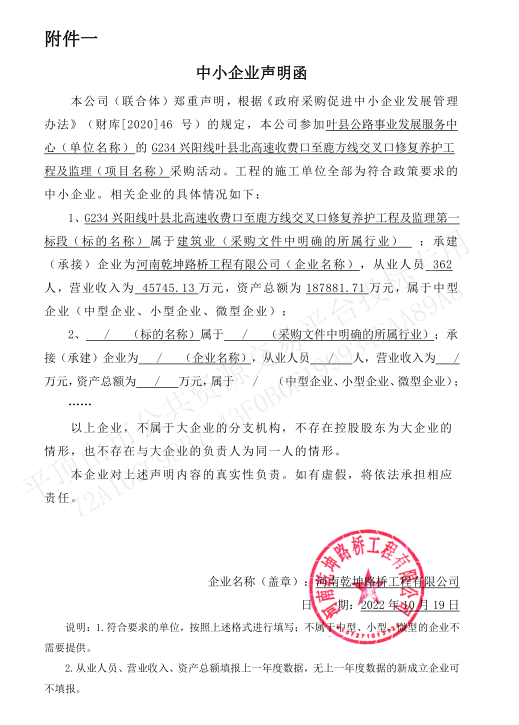 附件一
中小企业声明函
本公司（联合体）郑重声明，根据《政府采购促进中小企业发展管理
办法》（财库[2020]46 号）的规定，本公司参加叶县公路事业发展服务中
心（单位名称）的 G234 兴阳线叶县北高速收费口至鹿方线交叉口修复养护工
程及监理（项目名称）采购活动。工程的施工单位全部为符合政策要求的
中小企业。相关企业的具体情况如下：
1、G234 兴阳线叶县北高速收费口至鹿方线交叉口修复养护工程及监理第一
标段（标的名称）属于建筑业（采购文件中明确的所属行业） ；承建
（承接）企业为河南乾坤路桥工程有限公司（企业名称），从业人员 362
人，营业收入为 45745.13 万元，资产总额为 187881.71 万元，属于中型
企业（中型企业、小型企业、微型企业）；
2、 / （标的名称）属于 / （采购文件中明确的所属行业）；承
接（承建）企业为 / （企业名称），从业人员 / 人，营业收入为 /
万元，资产总额为 / 万元，属于 / （中型企业、小型企业、微型企业）；
……
以上企业，不属于大企业的分支机构，不存在控股股东为大企业的
情形，也不存在与大企业的负责人为同一人的情形。
本企业对上述声明内容的真实性负责。如有虚假，将依法承担相应
责任。
企业名称（盖章）：河南乾坤路桥工程有限公司
日 期：2022 年 10 月 19 日
河南乾坤路桥工程有限公司
说明：1.符合要求的单位，按照上述格式进行填写；不属于中型、小型、微型的企业不
需要提供。
2.从业人员、营业收入、资产总额填报上一年度数据，无上一年度数据的新成立企业可
不填报。